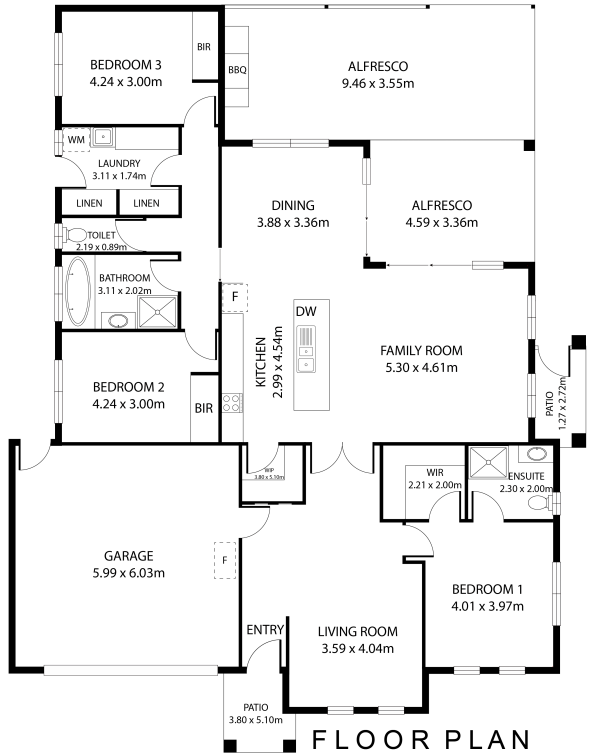 BEDROOM 3
4.24 x 3.00m
BIR
BBQ
ALFRESCO
9.46 x 3.55m
WM
LAUNDRY
3.11 x 1.74m
LINEN
LINEN
DINING
3.88 x 3.36m
ALFRESCO
4.59 x 3.36m
TOILET
2.19 x 0.89m
BATHROOM
3.11 x 2.02m
F
DW
KITCHEN
2.99 x 4.54m
FAMILY ROOM
5.30 x 4.61m
PATIO
1.27 x 2.72m
BEDROOM 2
4.24 x 3.00m
BIR
WIP
3.80 x 5.10m
WIR
2.21 x 2.00m
ENSUITE
2.30 x 2.00m
GARAGE
5.99 x 6.03m
F
BEDROOM 1
4.01 x 3.97m
ENTRY
LIVING ROOM
3.59 x 4.04m
PATIO
3.80 x 5.10m
FLOOR PLAN